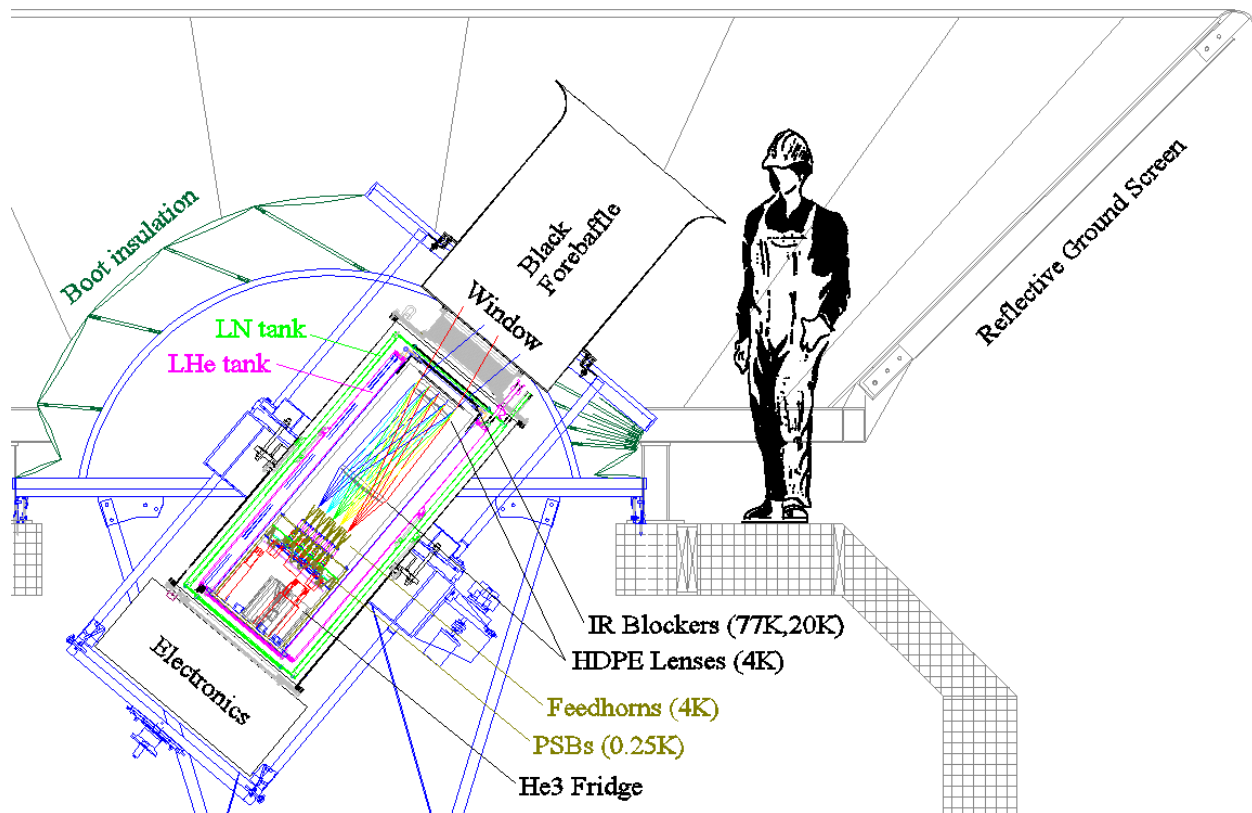 Boot insulation
Black
Forebaffle
Reflective Ground Screen
Window
LN tank
LHe tank
IR Blockers (77K,20K)
HDPE Lenses (4K)
Electronics
Feedhorns (4K)
PSBs (0.25K)
He3 Fridge